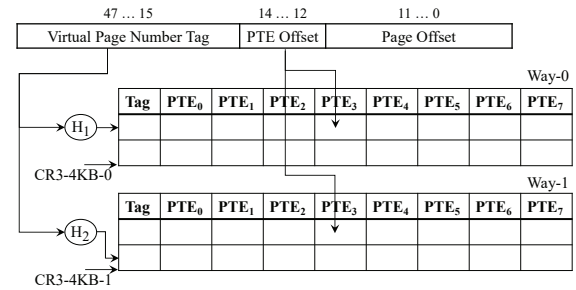 47 … 15 14 … 12 11 … 0
Virtual Page Number Tag PTE Offset Page Offset
Way-0
Tag PTE₀ PTE₁ PTE₂ PTE₃ PTE₄ PTE₅ PTE₆ PTE₇
H₁
CR3-4KB-0
Way-1
Tag PTE₀ PTE₁ PTE₂ PTE₃ PTE₄ PTE₅ PTE₆ PTE₇
H₂
CR3-4KB-1